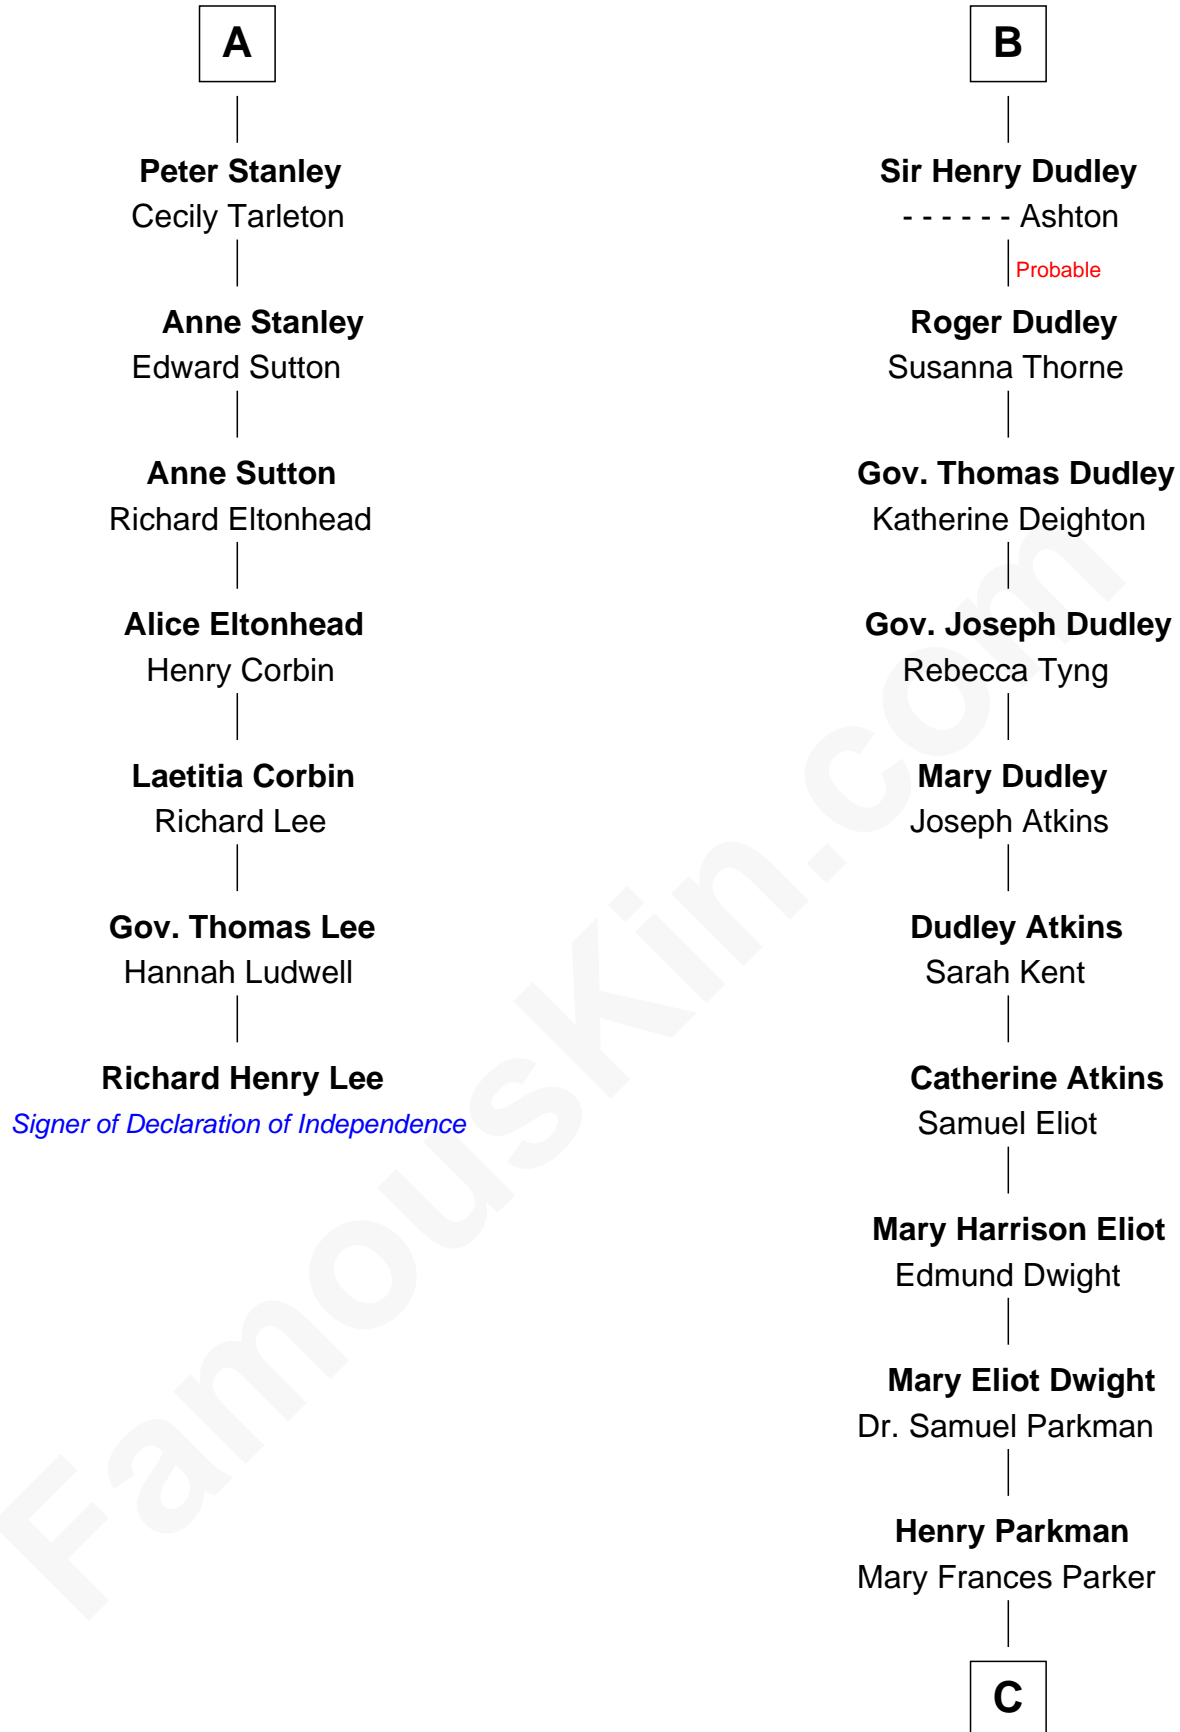 A
Peter Stanley
Cecily Tarleton
Anne Stanley
Edward Sutton
Anne Sutton
Richard Eltonhead
Alice Eltonhead
Henry Corbin
Laetitia Corbin
Richard Lee
Gov. Thomas Lee
Hannah Ludwell
Richard Henry Lee
Signer of Declaration of Independence
B
Sir Henry Dudley
- - - - - - Ashton
Probable
Roger Dudley
Susanna Thorne
Gov. Thomas Dudley
Katherine Deighton
Gov. Joseph Dudley
Rebecca Tyng
Mary Dudley
Joseph Atkins
Dudley Atkins
Sarah Kent
Catherine Atkins
Samuel Eliot
Mary Harrison Eliot
Edmund Dwight
Mary Eliot Dwight
Dr. Samuel Parkman
Henry Parkman
Mary Frances Parker
C
FamousKin.com